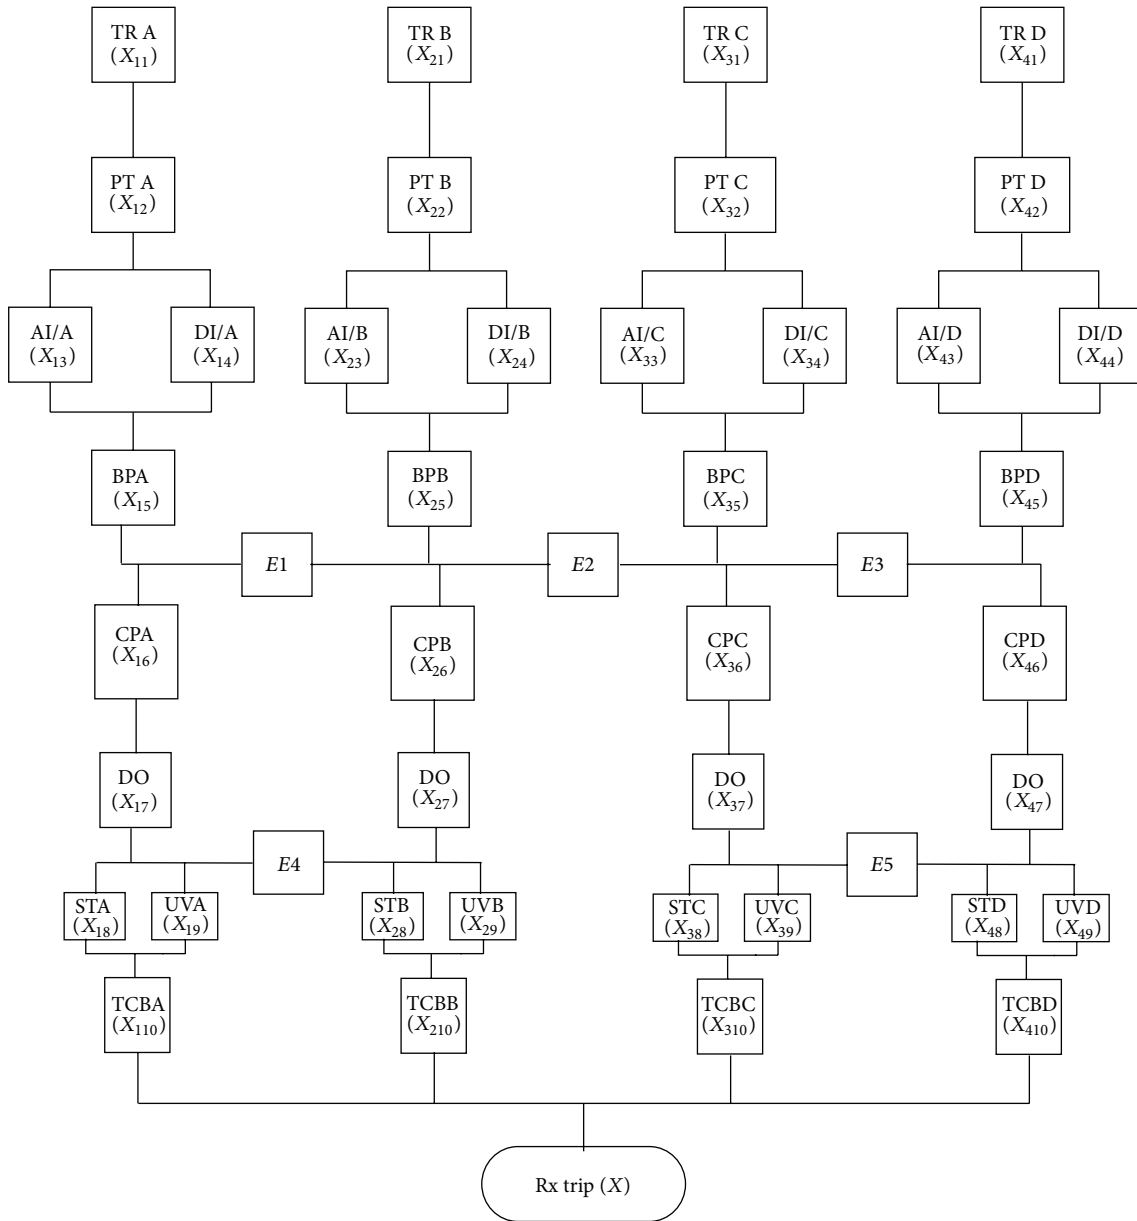 TR A
(X11)
TR B
(X21)
TR C
(X31)
TR D
(X41)
PT A
(X12)
PT B
(X22)
PT C
(X32)
PT D
(X42)
AI/A
(X13)
DI/A
(X14)
AI/B
(X23)
DI/B
(X24)
AI/C
(X33)
DI/C
(X34)
AI/D
(X43)
DI/D
(X44)
BPA
(X15)
BPB
(X25)
BPC
(X35)
BPD
(X45)
E1
E2
E3
CPA
(X16)
CPB
(X26)
CPC
(X36)
CPD
(X46)
DO
(X17)
DO
(X27)
DO
(X37)
DO
(X47)
E4
E5
STA
(X18)
UVA
(X19)
STB
(X28)
UVB
(X29)
STC
(X38)
UVC
(X39)
STD
(X48)
UVD
(X49)
TCBA
(X110)
TCBB
(X210)
TCBC
(X310)
TCBD
(X410)
Rx trip (X)